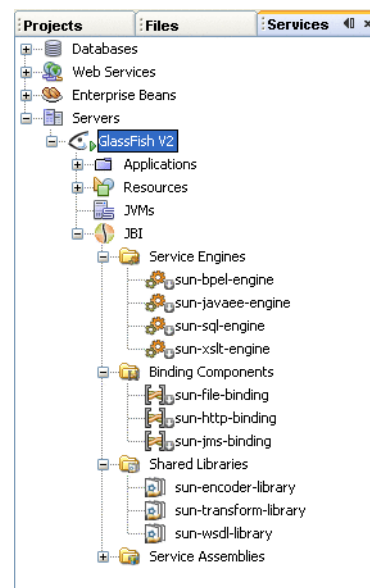 Projects Files Services
Databases
Web Services
Enterprise Beans
Servers
GlassFish V2
Applications
Resources
JVMs
JBI
Service Engines
sun-bpel-engine
sun-javaee-engine
sun-sql-engine
sun-xslt-engine
Binding Components
sun-file-binding
sun-http-binding
sun-jms-binding
Shared Libraries
sun-encoder-library
sun-transform-library
sun-wsdl-library
Service Assemblies